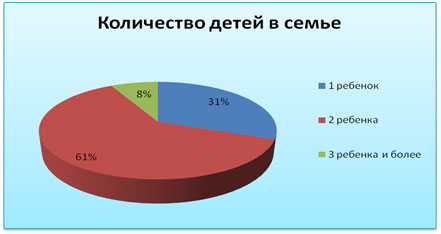 Количество детей в семье
8%
31%
61%
1 ребенок
2 ребенка
3 ребенка и более